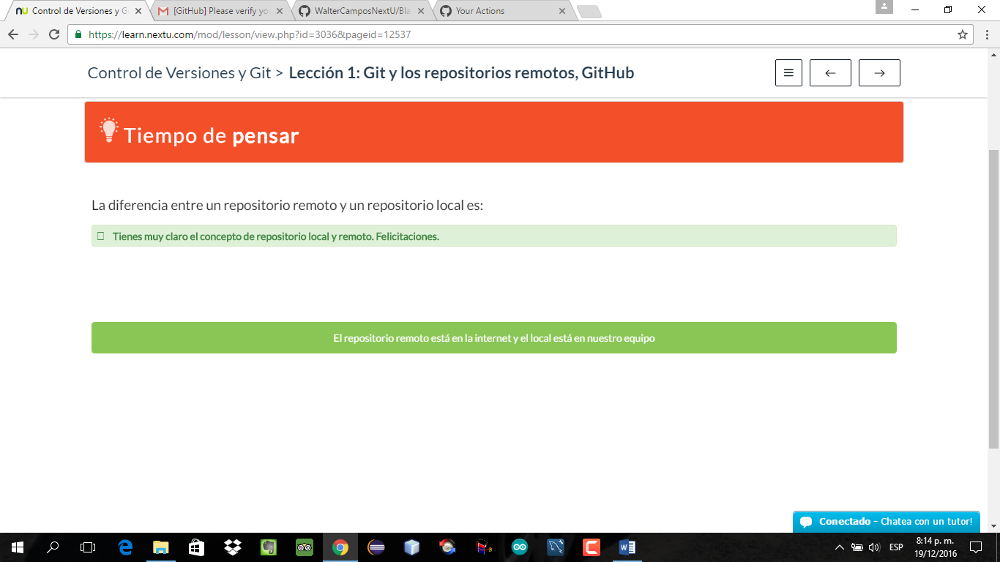 Control de Versiones y G
[GitHub] Please verify yo
WalterCamposNextU/Bla
Your Actions
https://learn.nextu.com/mod/lesson/view.php?id=3036&pageid=12537
Control de Versiones y Git > Lección 1: Git y los repositorios remotos, GitHub
Tiempo de pensar
La diferencia entre un repositorio remoto y un repositorio local es:
Tienes muy claro el concepto de repositorio local y remoto. Felicitaciones.
El repositorio remoto está en la internet y el local está en nuestro equipo
Conectado - Chatea con un tutor!
ESP
8:14 p. m.
19/12/2016